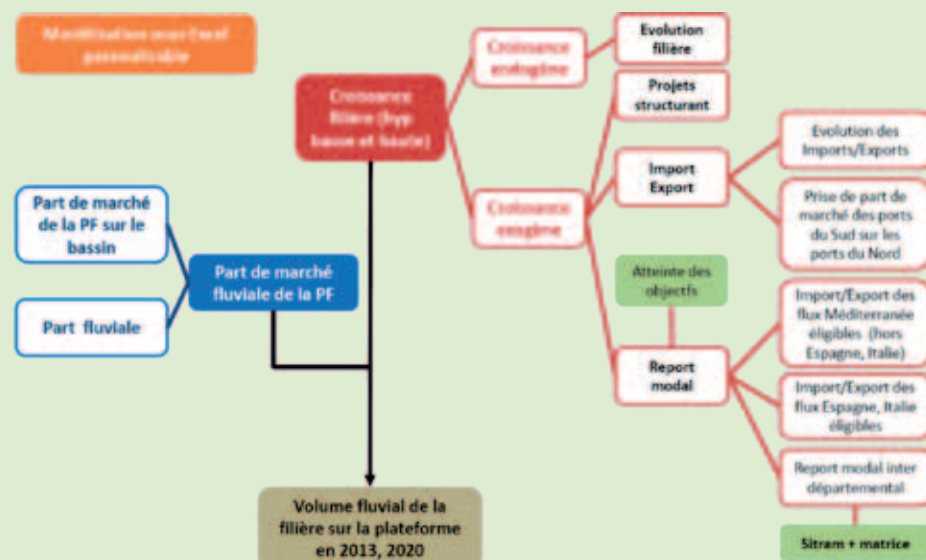 Modélisation sous Excel
personnalisable
Croissance
filière (hyp
basse et haute)
Croissance
endogène
Evolution
filière
Projets
structurant
Croissance
exogène
Import
Export
Evolution des
Imports/Exports
Prise de part de
marché des ports
du Sud sur les
ports du Nord
Part de marché
de la PF sur le
bassin
Part fluviale
Part de marché
fluviale de la PF
Atteinte des
objectfs
Report
modal
Import/Export des
flux Méditerranée
éligibles (hors
Espagne, Italie)
Import/Export des
flux Espagne, Italie
éligibles
Report modal inter
départemental
Sitram + matrice
Volume fluvial de la
filière sur la plateforme
en 2013, 2020